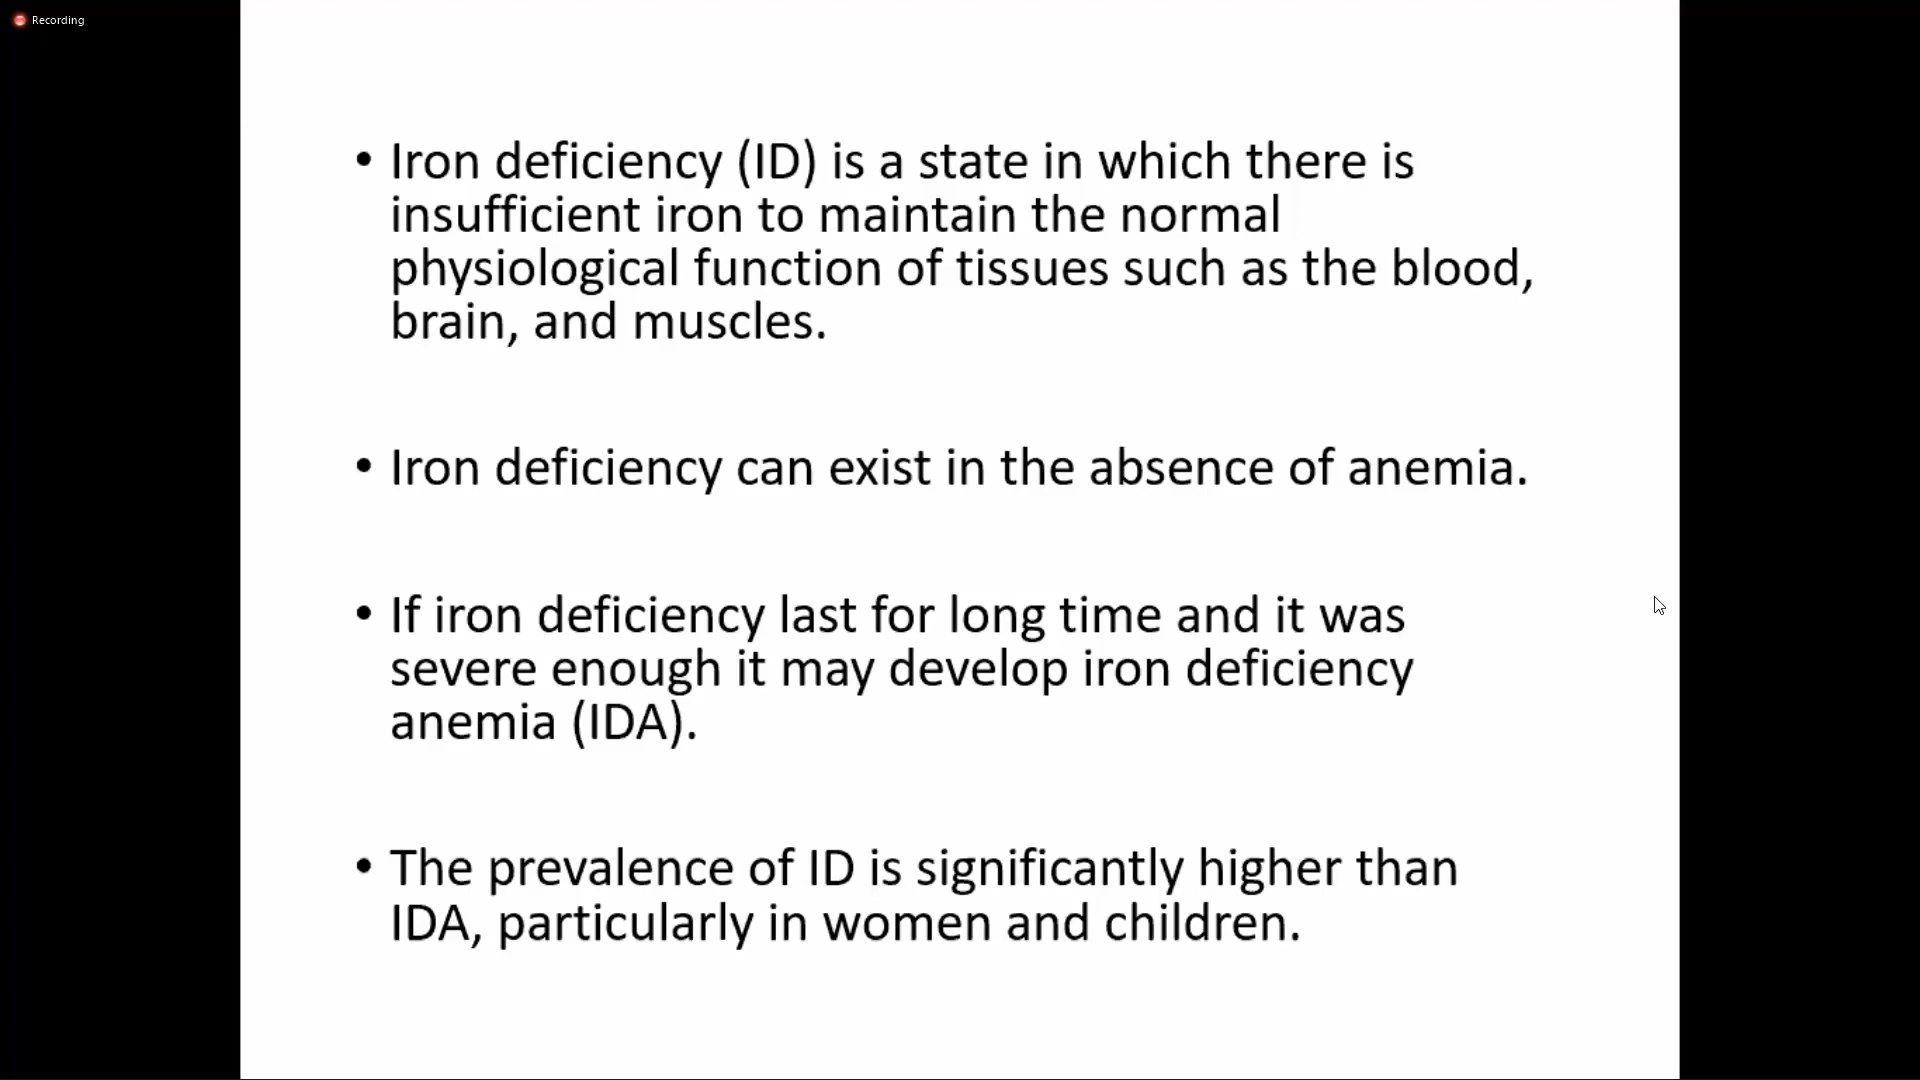 Recording
• Iron deficiency (ID) is a state in which there is
insufficient iron to maintain the normal
physiological function of tissues such as the blood,
brain, and muscles.
• Iron deficiency can exist in the absence of anemia.
• If iron deficiency last for long time and it was
severe enough it may develop iron deficiency
anemia (IDA).
• The prevalence of ID is significantly higher than
IDA, particularly in women and children.